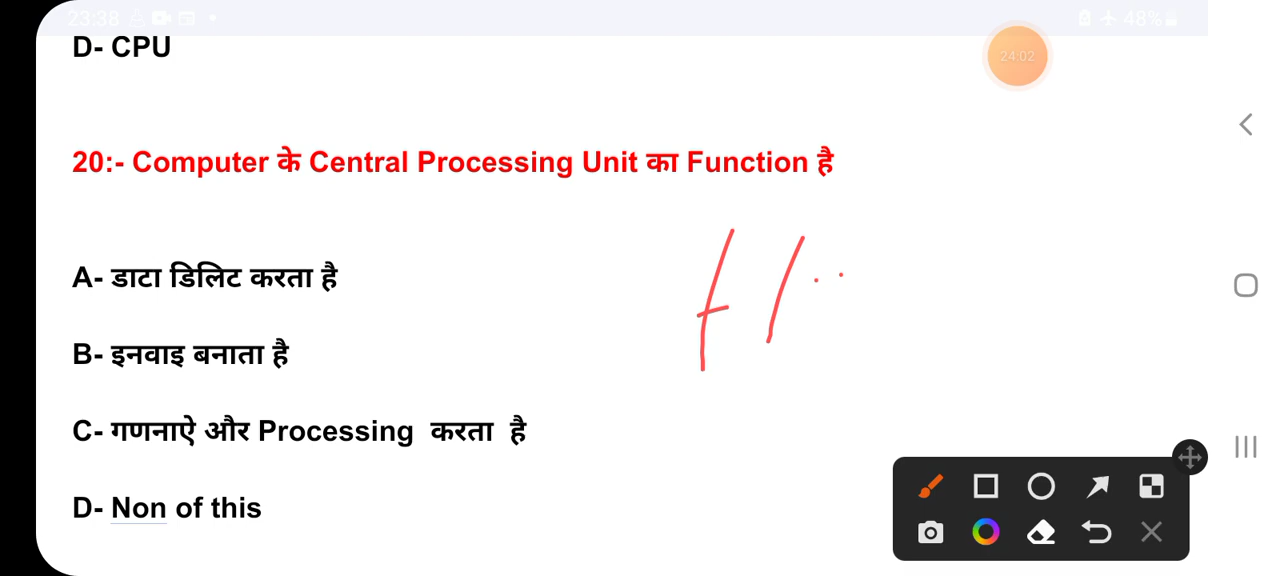 23:38
48%
D- CPU
24:02
20:- Computer के Central Processing Unit का Function है
A- डाटा डिलिट करता है
B- इनवाइ बनाता है
C- गणनाऐ और Processing करता है
D- Non of this